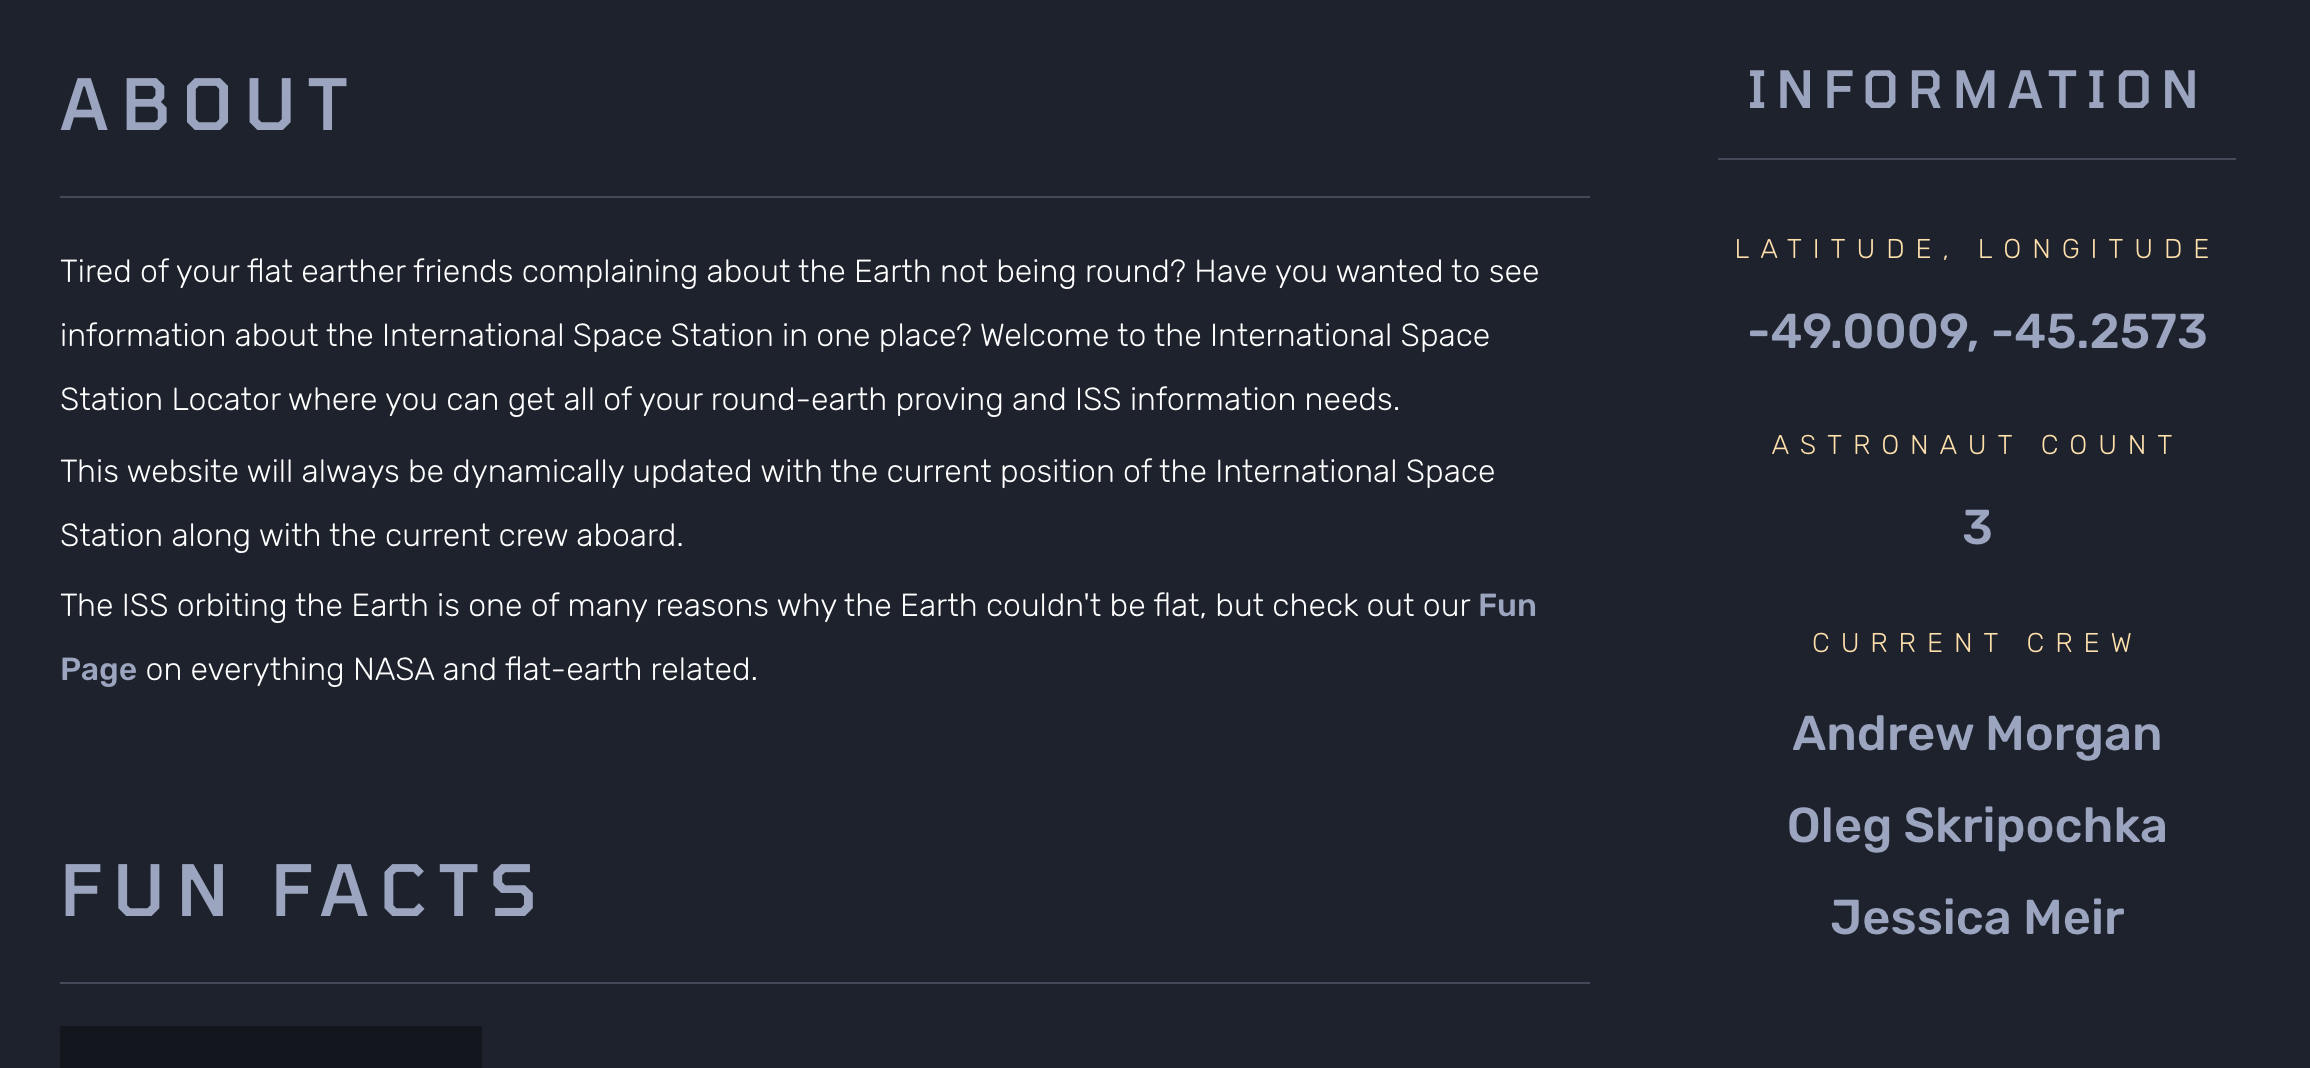 ABOUT
Tired of your flat earther friends complaining about the Earth not being round? Have you wanted to see
information about the International Space Station in one place? Welcome to the International Space
Station Locator where you can get all of your round-earth proving and ISS information needs.
This website will always be dynamically updated with the current position of the International Space
Station along with the current crew aboard.
The ISS orbiting the Earth is one of many reasons why the Earth couldn't be flat, but check out our Fun
Page on everything NASA and flat-earth related.
FUN FACTS
INFORMATION
LATITUDE, LONGITUDE
-49.0009, -45.2573
ASTRONAUT COUNT
3
CURRENT CREW
Andrew Morgan
Oleg Skripochka
Jessica Meir